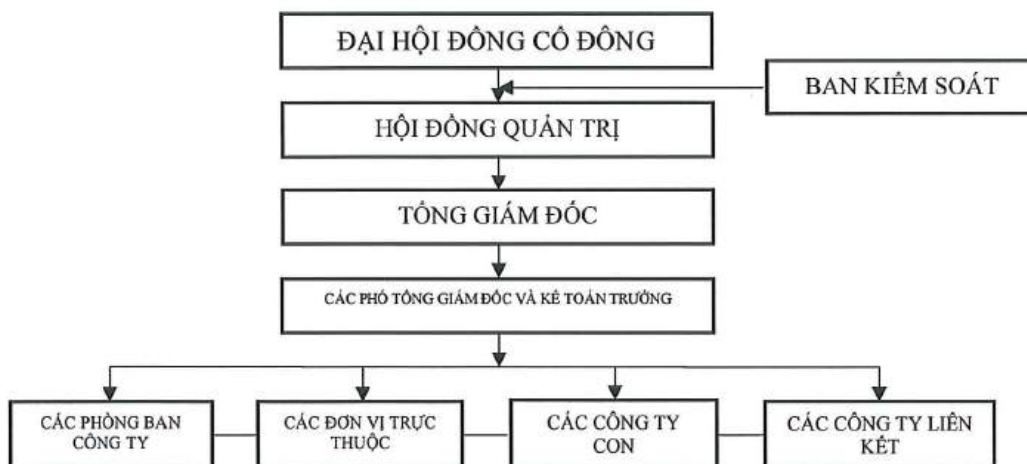 ĐẠI HỘI ĐỒNG CỔ ĐÔNG
BAN KIỂM SOÁT
HỘI ĐỒNG QUẢN TRỊ
TỔNG GIÁM ĐỐC
CÁC PHÓ TỔNG GIÁM ĐỐC VÀ KẾ TOÁN TRƯỞNG
CÁC PHÒNG BAN
CÔNG TY
CÁC ĐƠN VỊ TRỰC
THUỘC
CÁC CÔNG TY
CON
CÁC CÔNG TY LIÊN
KẾT